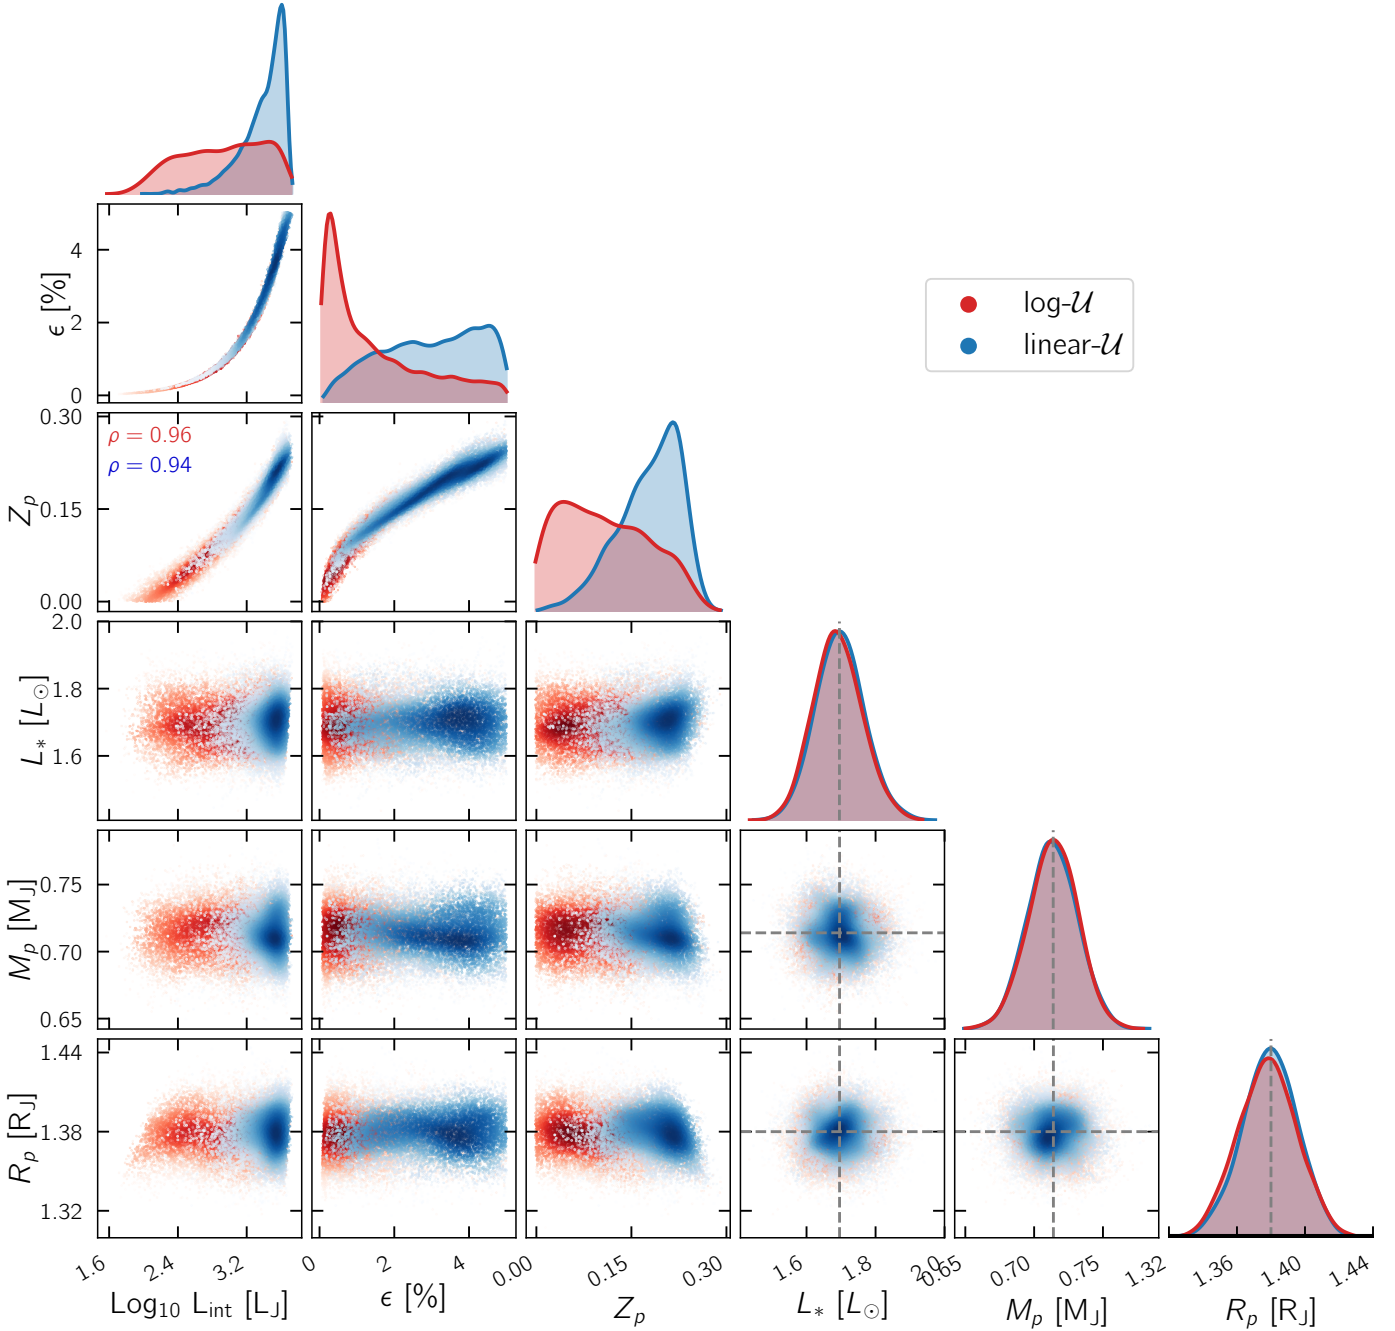 4
2
0
ϵ [%]
log-𝒰
linear-𝒰
0.30
0.15
0.00
Z_p
ρ = 0.96
ρ = 0.94
2.0
1.8
1.6
L_* [L_⊙]
0.75
0.70
0.65
M_p [M_J]
1.44
1.38
1.32
R_p [R_J]
1.6 2.4 3.2 0 2 4 0.00 0.15 0.30 1.6 1.8 2.0 0.65 0.70 0.75 1.32 1.36 1.40 1.44
Log₁₀ L_int [L_J] ϵ [%] Z_p L_* [L_⊙] M_p [M_J] R_p [R_J]